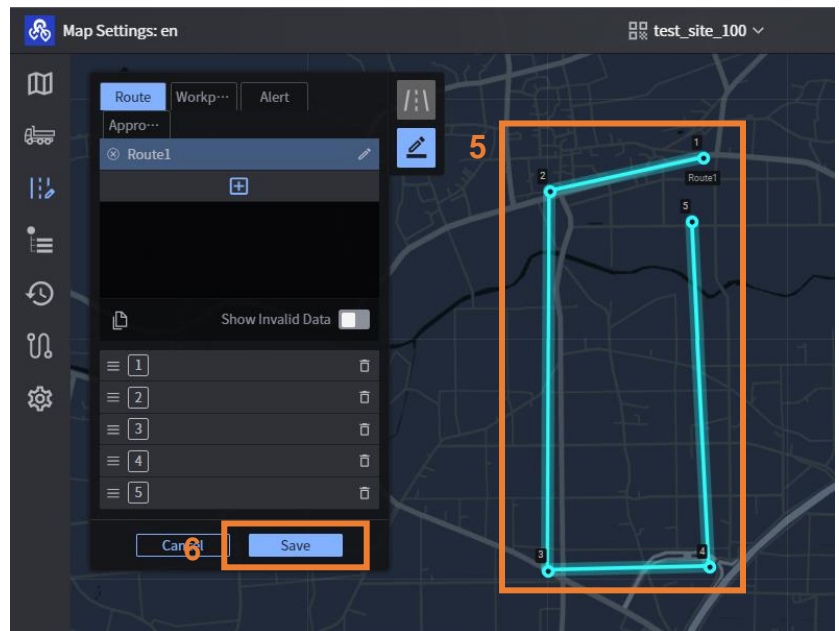 Map Settings: en
test_site_100
Route
Workp…
Alert
Appro…
Route1
Show Invalid Data
1
2
3
4
5
Cancel
Save
6
5
1
Route1
2
5
3
4